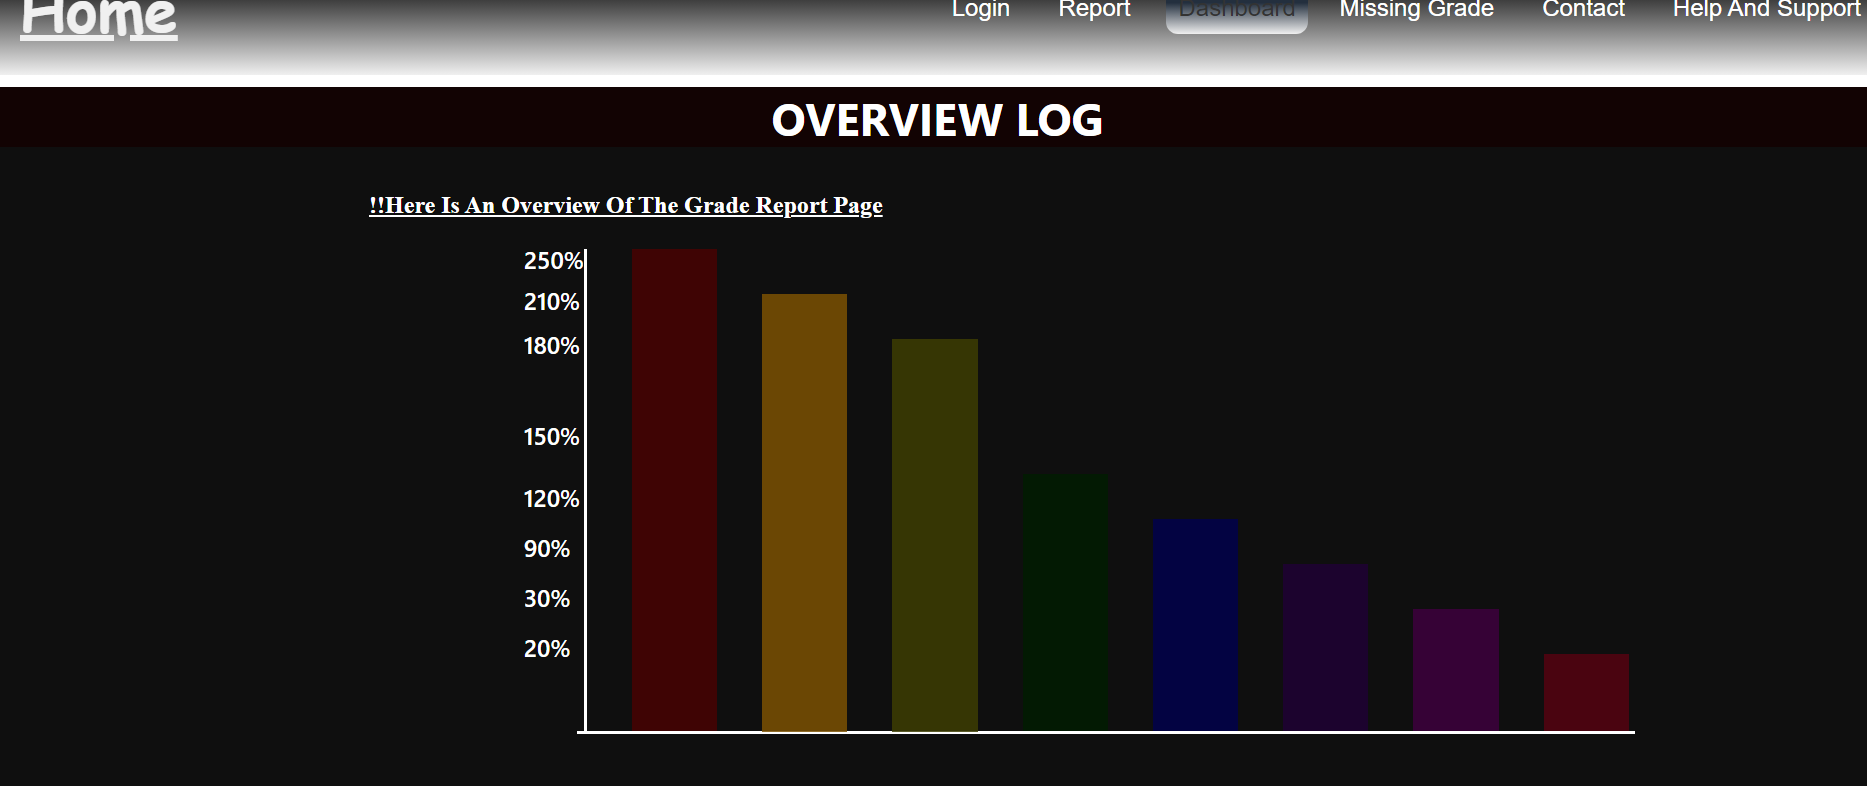 Home Login Report Dashboard Missing Grade Contact Help And Support
OVERVIEW LOG
!!Here Is An Overview Of The Grade Report Page
250%
210%
180%
150%
120%
90%
30%
20%